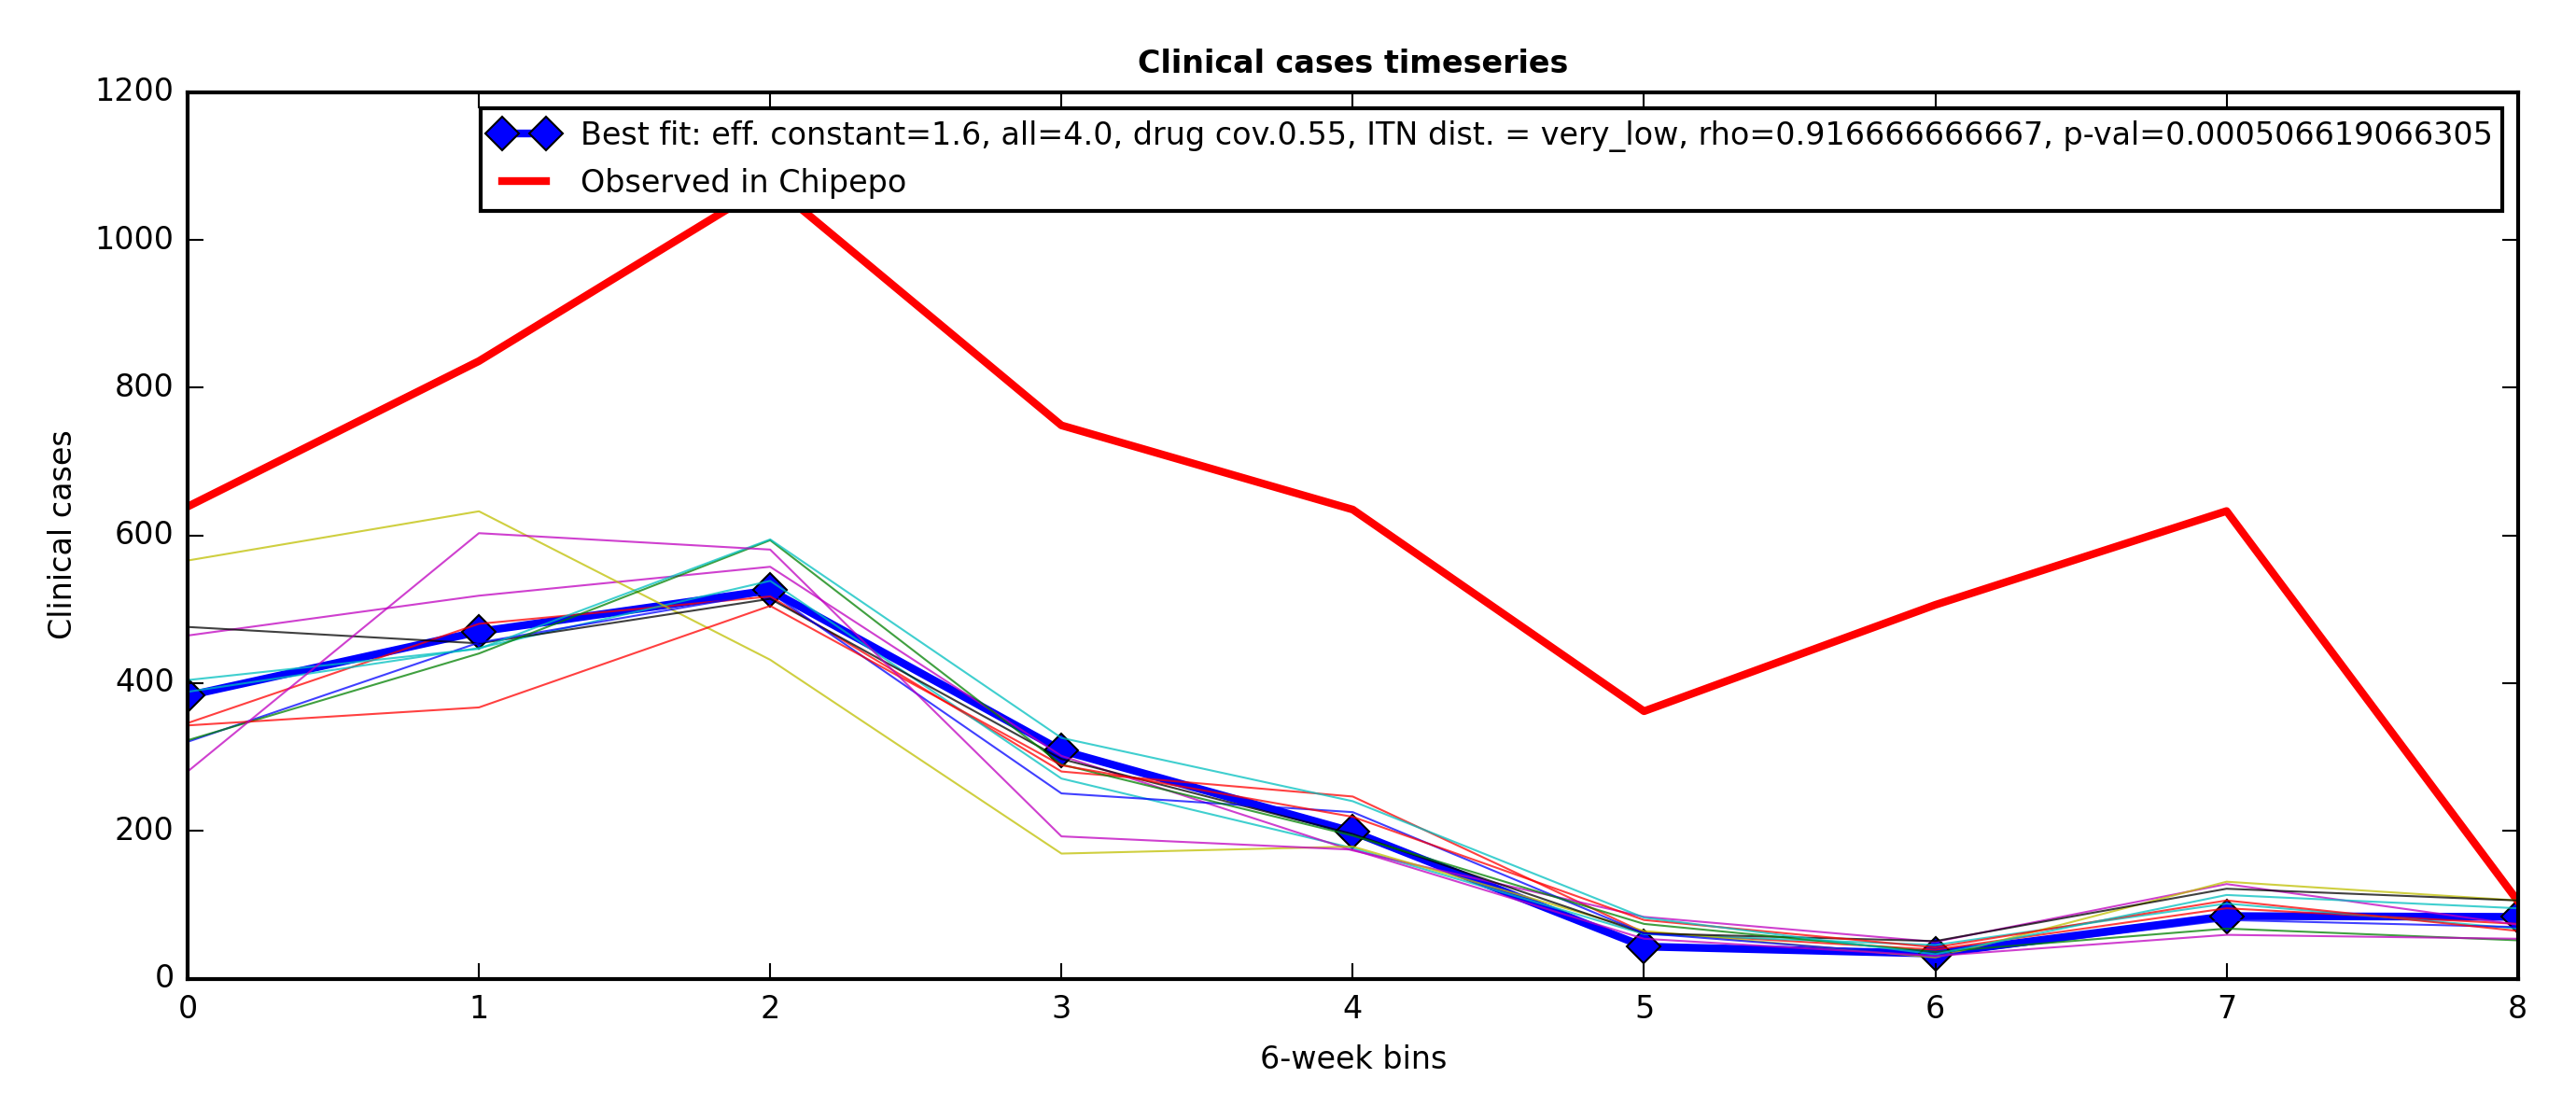 Clinical cases timeseries
Best fit: eff. constant=1.6, all=4.0, drug cov.0.55, ITN dist. = very_low, rho=0.916666666667, p-val=0.000506619066305
Observed in Chipepo
Clinical cases
1200
1000
800
600
400
200
0
0 1 2 3 4 5 6 7 8
6-week bins